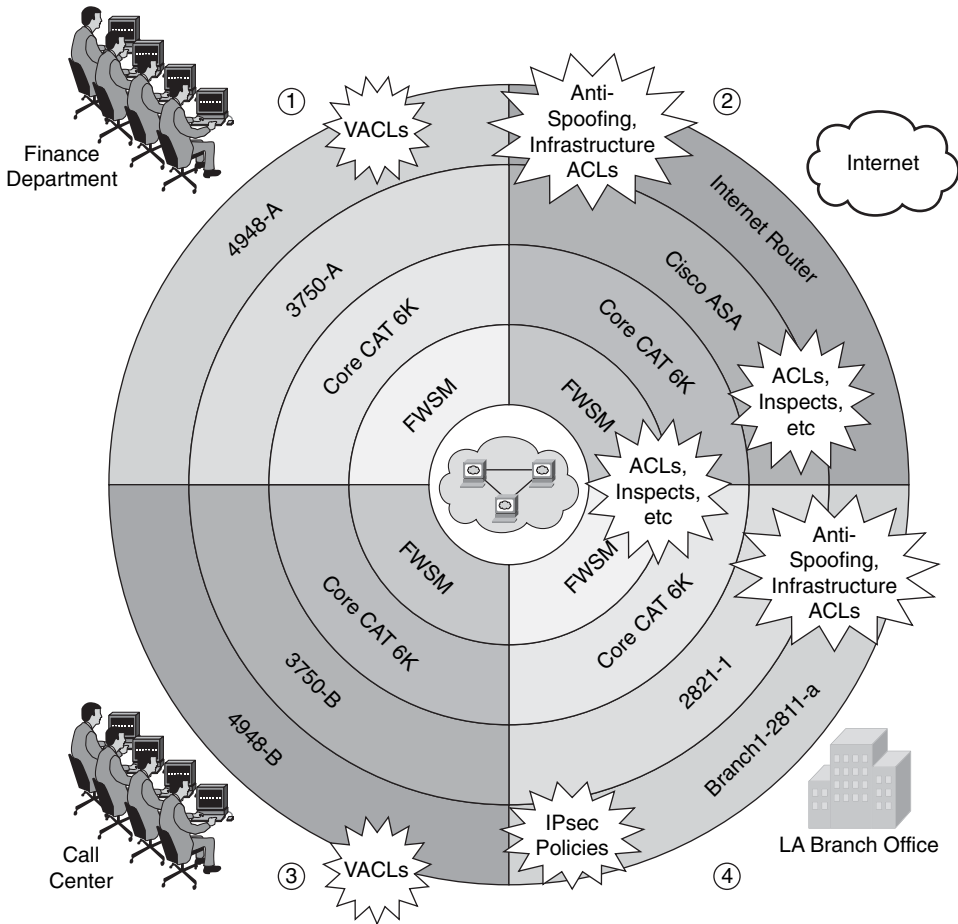 ①
VACLs
Anti-
Spoofing,
Infrastructure
ACLs
②
Finance
Department
Internet
4948-A
3750-A
Core CAT 6K
FWSM
Internet Router
Cisco ASA
Core CAT 6K
FWSM
ACLs,
Inspects,
etc
ACLs,
Inspects,
etc
FWSM
Core CAT 6K
3750-B
4948-B
FWSM
Core CAT 6K
2821-1
Branch1-2811-a
Anti-
Spoofing,
Infrastructure
ACLs
Call
Center
③
VACLs
IPsec
Policies
④
LA Branch Office